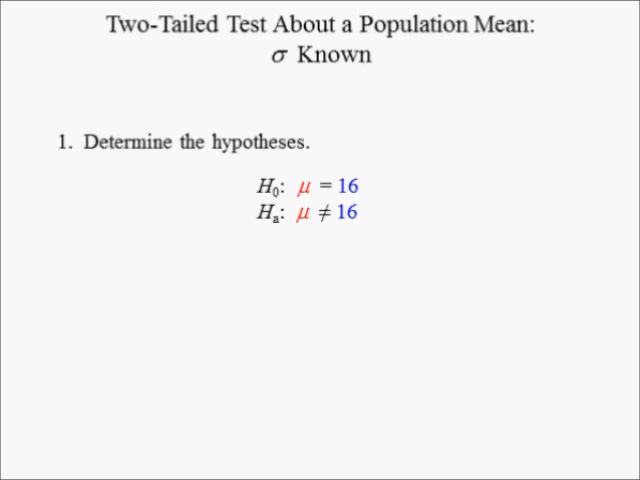 Two-Tailed Test About a Population Mean:
σ Known
1. Determine the hypotheses.
H₀: μ = 16
Hₐ: μ ≠ 16